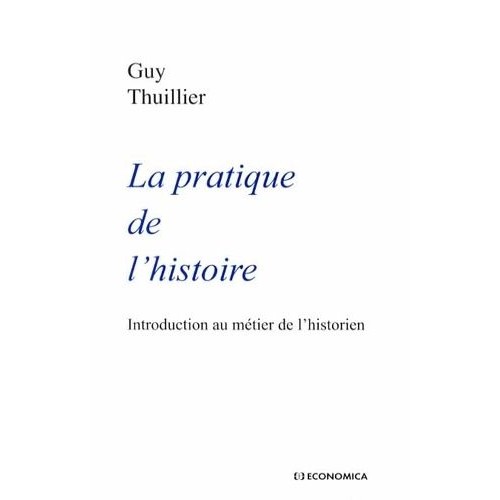 Guy
Thuillier
La pratique
de
l'histoire
Introduction au métier de l'historien
ECONOMICA